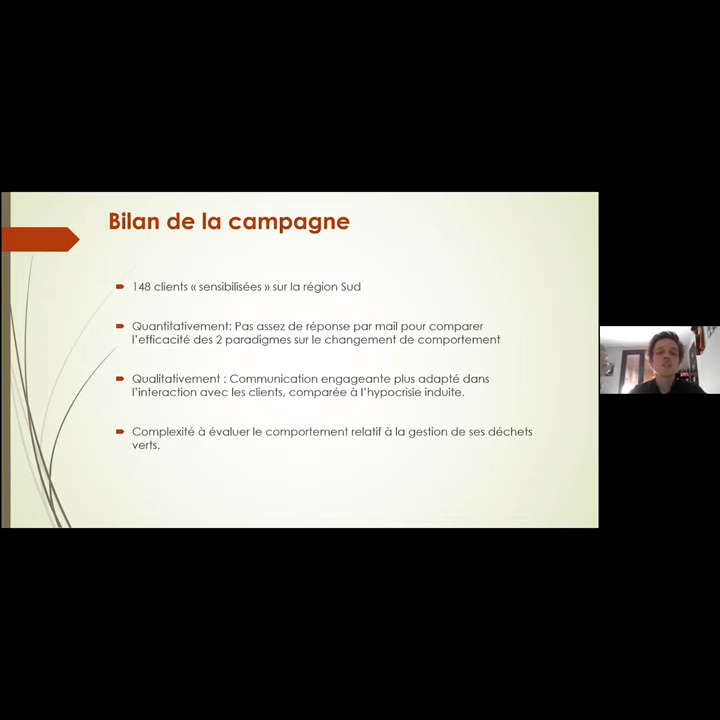 Bilan de la campagne
148 clients « sensibilisées » sur la région Sud
Quantitativement: Pas assez de réponse par mail pour comparer
l'efficacité des 2 paradigmes sur le changement de comportement
Qualitativement : Communication engageante plus adapté dans
l'interaction avec les clients, comparée à l'hypocrisie induite.
Complexité à évaluer le comportement relatif à la gestion de ses déchets
verts.